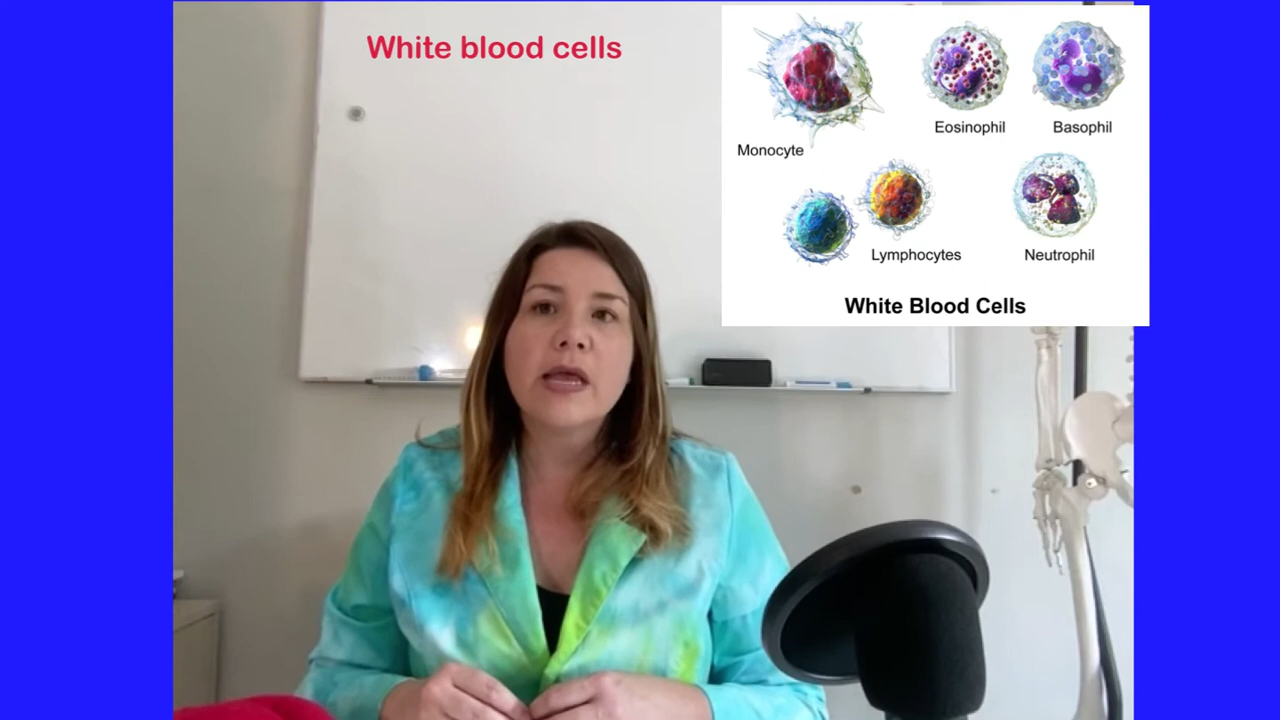 White blood cells
Monocyte
Eosinophil
Basophil
Lymphocytes
Neutrophil
White Blood Cells